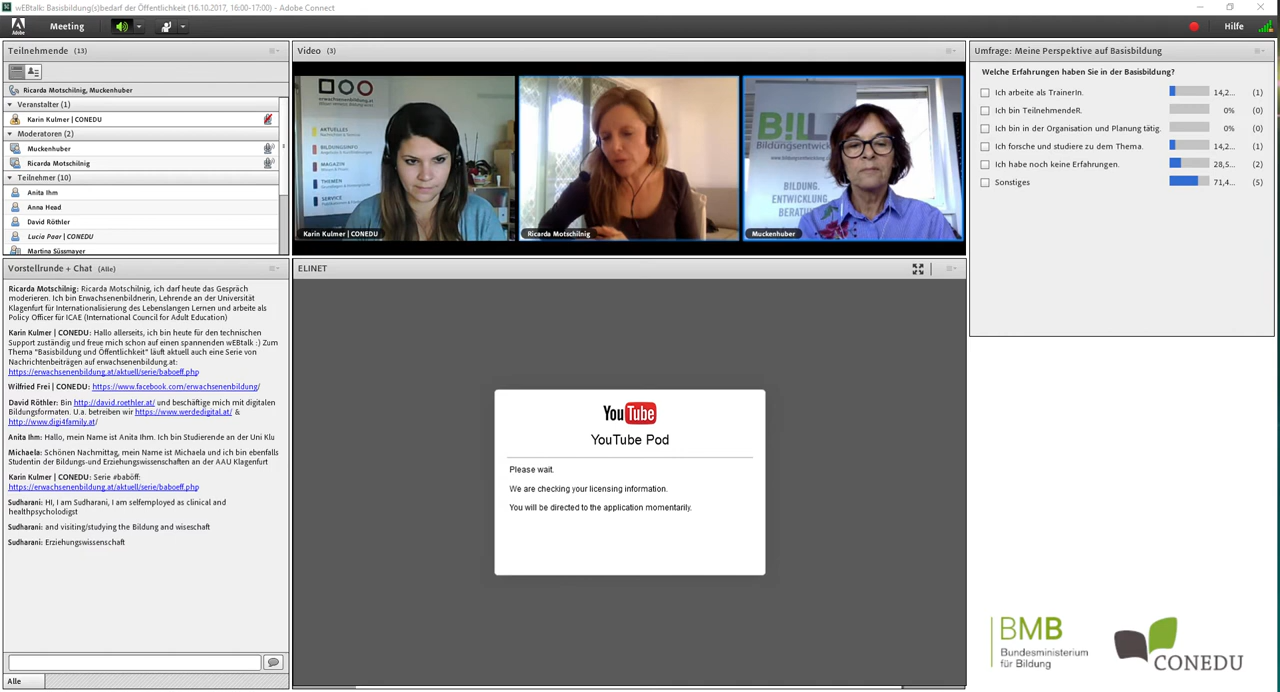 wEBtalk: Basisbildung(s)bedarf der Öffentlichkeit (16.10.2017, 16:00-17:00) - Adobe Connect
Adobe
Meeting
Hilfe
Teilnehmende (13)
Ricarda Motschilnig, Muckenhuber
Veranstalter (1)
Karin Kulmer | CONEDU
Moderatoren (2)
Muckenhuber
Ricarda Motschilnig
Teilnehmer (10)
Anita Ihm
Anna Head
David Röthler
Lucia Paar | CONEDU
Martina Süssmayer
Video (3)
erwachsenenbildung.at
AKTUELLES
BILDUNGSINFO
MAGAZIN
THEMEN
SERVICE
Karin Kulmer | CONEDU
Ricarda Motschilnig
Bildungsentwick
BILDUNG.
ENTWICKL
BERATU
Muckenhuber
Umfrage: Meine Perspektive auf Basisbildung
Welche Erfahrungen haben Sie in der Basisbildung?
Ich arbeite als TrainerIn. 14,2... (1)
Ich bin TeilnehmendeR. 0% (0)
Ich bin in der Organisation und Planung tätig. 0% (0)
Ich forsche und studiere zu dem Thema. 14,2... (1)
Ich habe noch keine Erfahrungen. 28,5... (2)
Sonstiges 71,4... (5)
Vorstellrunde + Chat (Alle)
Ricarda Motschilnig: Ricarda Motschilnig, ich darf heute das Gespräch
moderieren. Ich bin Erwachsenenbildnerin, Lehrende an der Universität
Klagenfurt für Internationalisierung des Lebenslangen Lernen und arbeite als
Policy Officer für ICAE (International Council for Adult Education)
Karin Kulmer | CONEDU: Hallo allerseits, ich bin heute für den technischen
Support zuständig und freue mich schon auf einen spannenden wEBtalk :) Zum
Thema "Basisbildung und Öffentlichkeit" läuft aktuell auch eine Serie von
Nachrichtenbeiträgen auf erwachsenenbildung.at:
https://erwachsenenbildung.at/aktuell/serie/baboeff.php
Wilfried Frei | CONEDU: https://www.facebook.com/erwachsenenbildung/
David Röthler: Bin http://david.roethler.at/ und beschäftige mich mit digitalen
Bildungsformaten. U.a. betreiben wir https://www.werdedigital.at/ &
http://www.digi4family.at/
Anita Ihm: Hallo, mein Name ist Anita Ihm. Ich bin Studierende an der Uni Klu
Michaela: Schönen Nachmittag, mein Name ist Michaela und ich bin ebenfalls
Studentin der Bildungs-und Erziehungswissenschaften an der AAU Klagenfurt
Karin Kulmer | CONEDU: Serie #baböff:
https://erwachsenenbildung.at/aktuell/serie/baboeff.php
Sudharani: HI, I am Sudharani, I am selfemployed as clinical and
healthpsycholodigst
Sudharani: and visiting/studying the Bildung and wiseschaft
Sudharani: Erziehungswissenschaft
Alle
ELINET
YouTube
YouTube Pod
Please wait.
We are checking your licensing information.
You will be directed to the application momentarily.
BMB
Bundesministerium
für Bildung
CONEDU